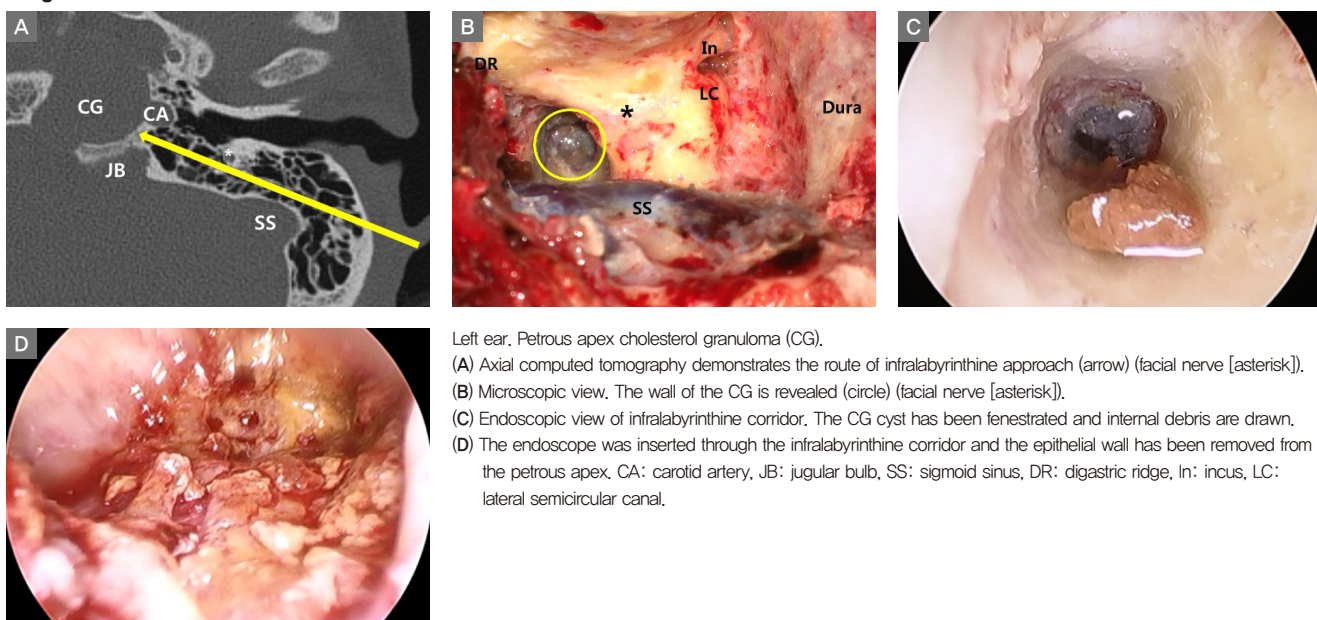 A
CG
CA
*
JB
SS
B
In
DR
LC
*
Dura
SS
C
D
Left ear. Petrous apex cholesterol granuloma (CG).
(A) Axial computed tomography demonstrates the route of infralabyrinthine approach (arrow) (facial nerve [asterisk]).
(B) Microscopic view. The wall of the CG is revealed (circle) (facial nerve [asterisk]).
(C) Endoscopic view of infralabyrinthine corridor. The CG cyst has been fenestrated and internal debris are drawn.
(D) The endoscope was inserted through the infralabyrinthine corridor and the epithelial wall has been removed from
the petrous apex. CA: carotid artery, JB: jugular bulb, SS: sigmoid sinus, DR: digastric ridge, In: incus, LC:
lateral semicircular canal.